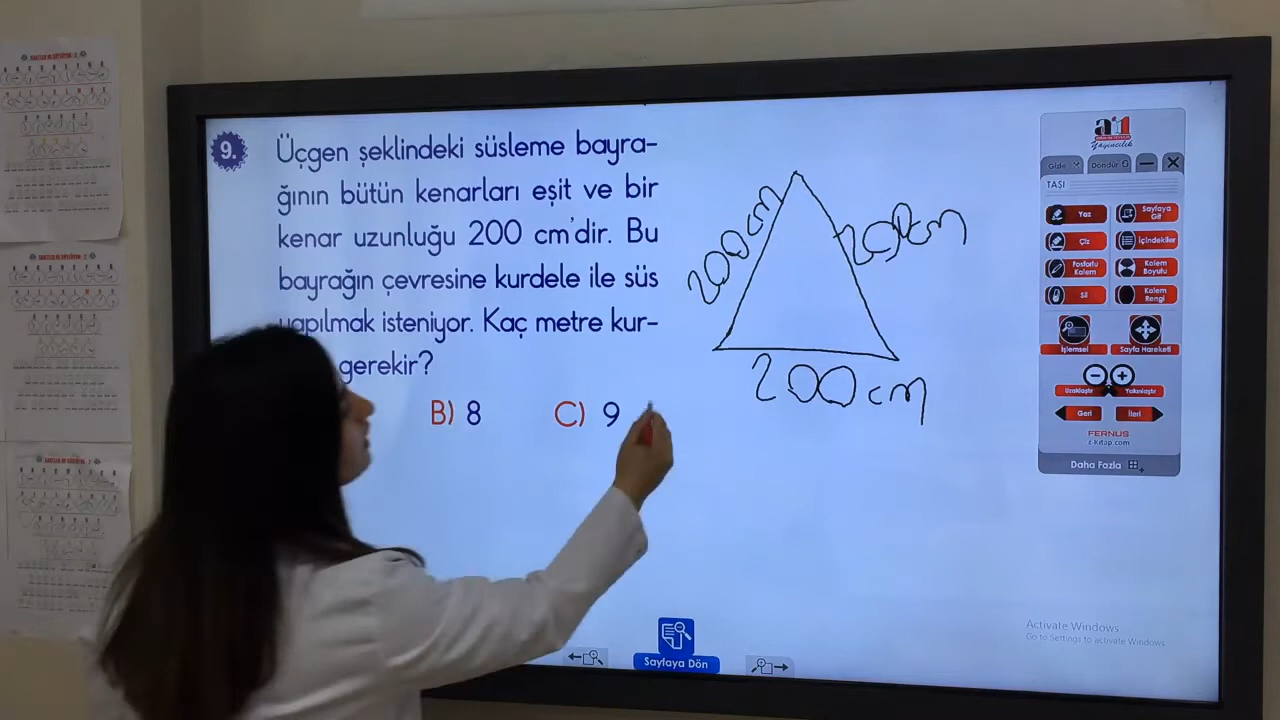 9.
Üçgen şeklindeki süsleme bayra-
ğının bütün kenarları eşit ve bir
kenar uzunluğu 200 cm'dir. Bu
bayrağın çevresine kurdele ile süs
yapılmak isteniyor. Kaç metre kur-
gerekir?
B) 8 C) 9
200 cm
200 cm
200 cm
Yayıncılık
Gizle Döndür
TAŞI
Yaz Sayfaya Git
Çiz İçindekiler
Fosforlu Kalem Kalem Boyutu
Sil Kalem Rengi
İşlemsel Sayfa Hareketi
Uzaklaştır Yakınlaştır
Geri İleri
FERNUS
e-Kitap.com
Daha Fazla
Activate Windows
Go to Settings to activate Windows.
Sayfaya Dön